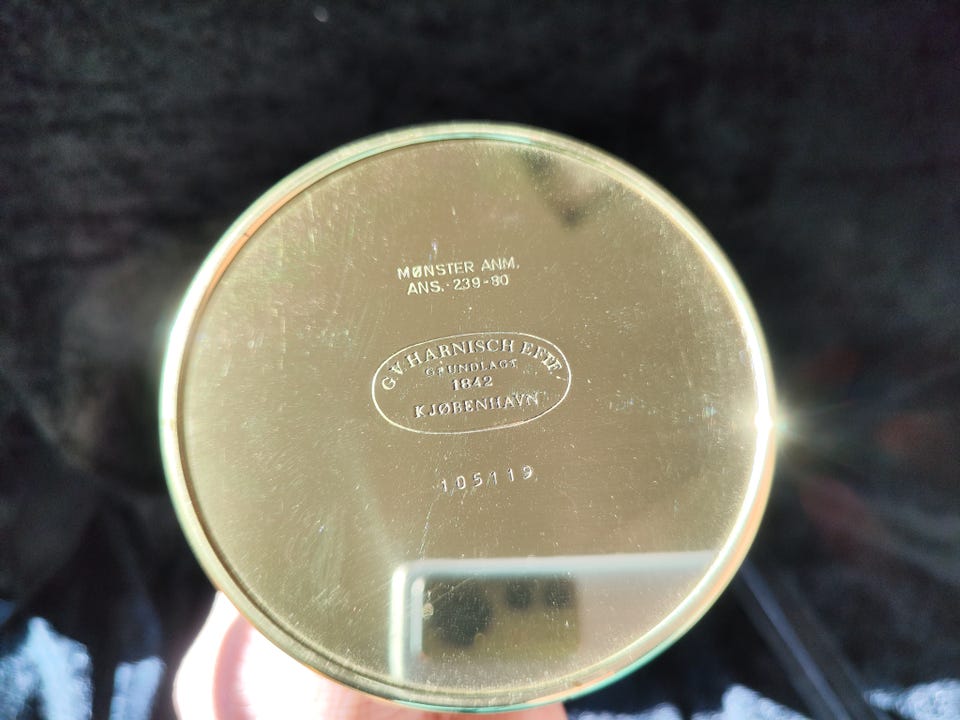 MØNSTER ANM.
ANS.-239-80
G.V. HARNISCH EFTF.
GRUNDLAGT
1842
KJØBENHAVN
105119